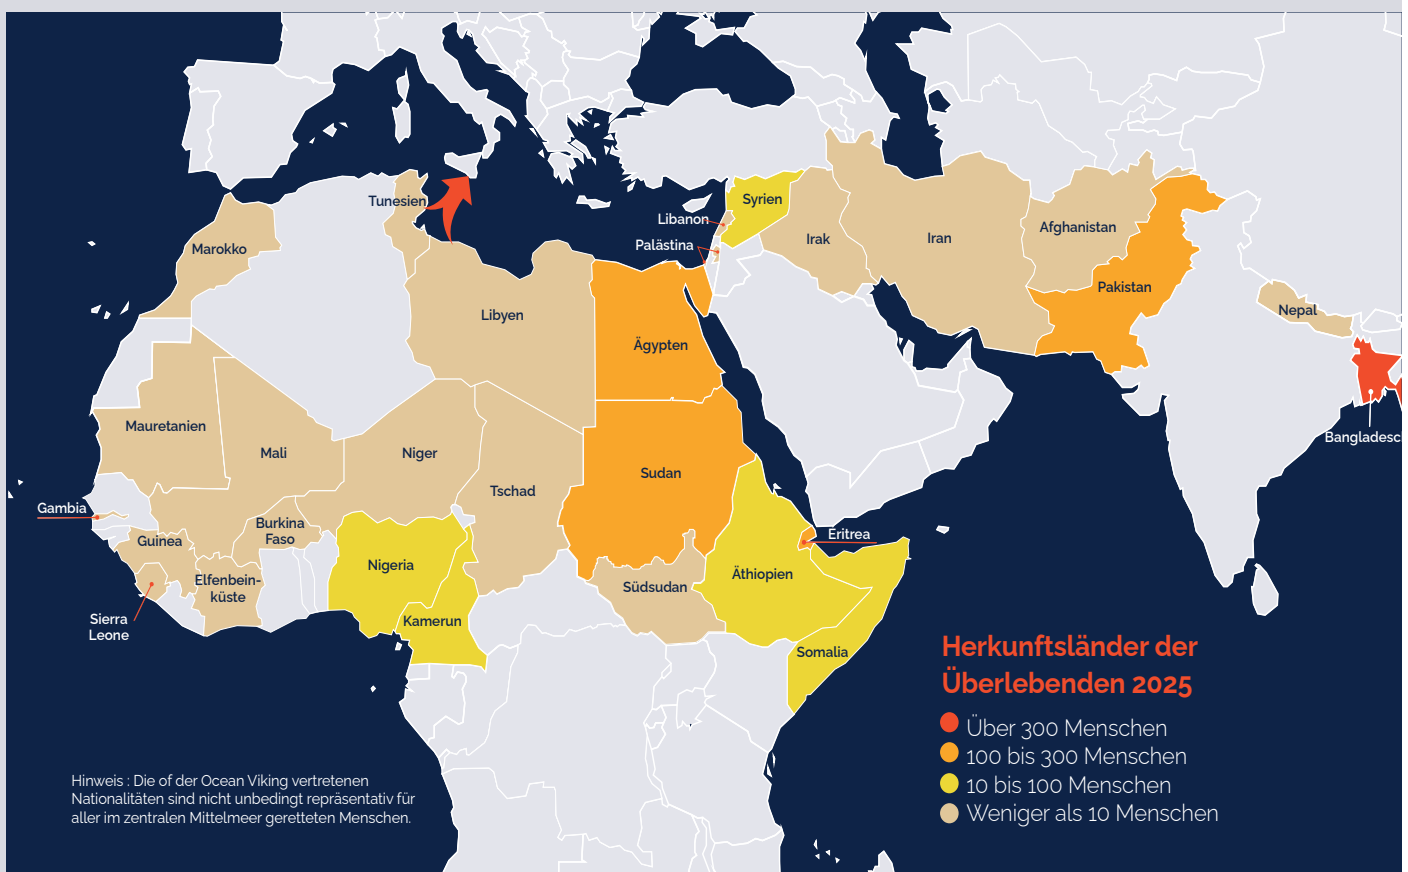 Tunesien
Syrien
Libanon
Palästina
Marokko
Irak
Iran
Afghanistan
Pakistan
Nepal
Libyen
Ägypten
Bangladesc
Mauretanien
Mali
Niger
Tschad
Sudan
Gambia
Guinea
Burkina
Faso
Eritrea
Nigeria
Äthiopien
Elfenbein-
küste
Südsudan
Sierra
Leone
Kamerun
Somalia
Herkunftsländer der
Überlebenden 2025
Über 300 Menschen
100 bis 300 Menschen
10 bis 100 Menschen
Weniger als 10 Menschen
Hinweis : Die of der Ocean Viking vertretenen
Nationalitäten sind nicht unbedingt repräsentativ für
aller im zentralen Mittelmeer geretteten Menschen.